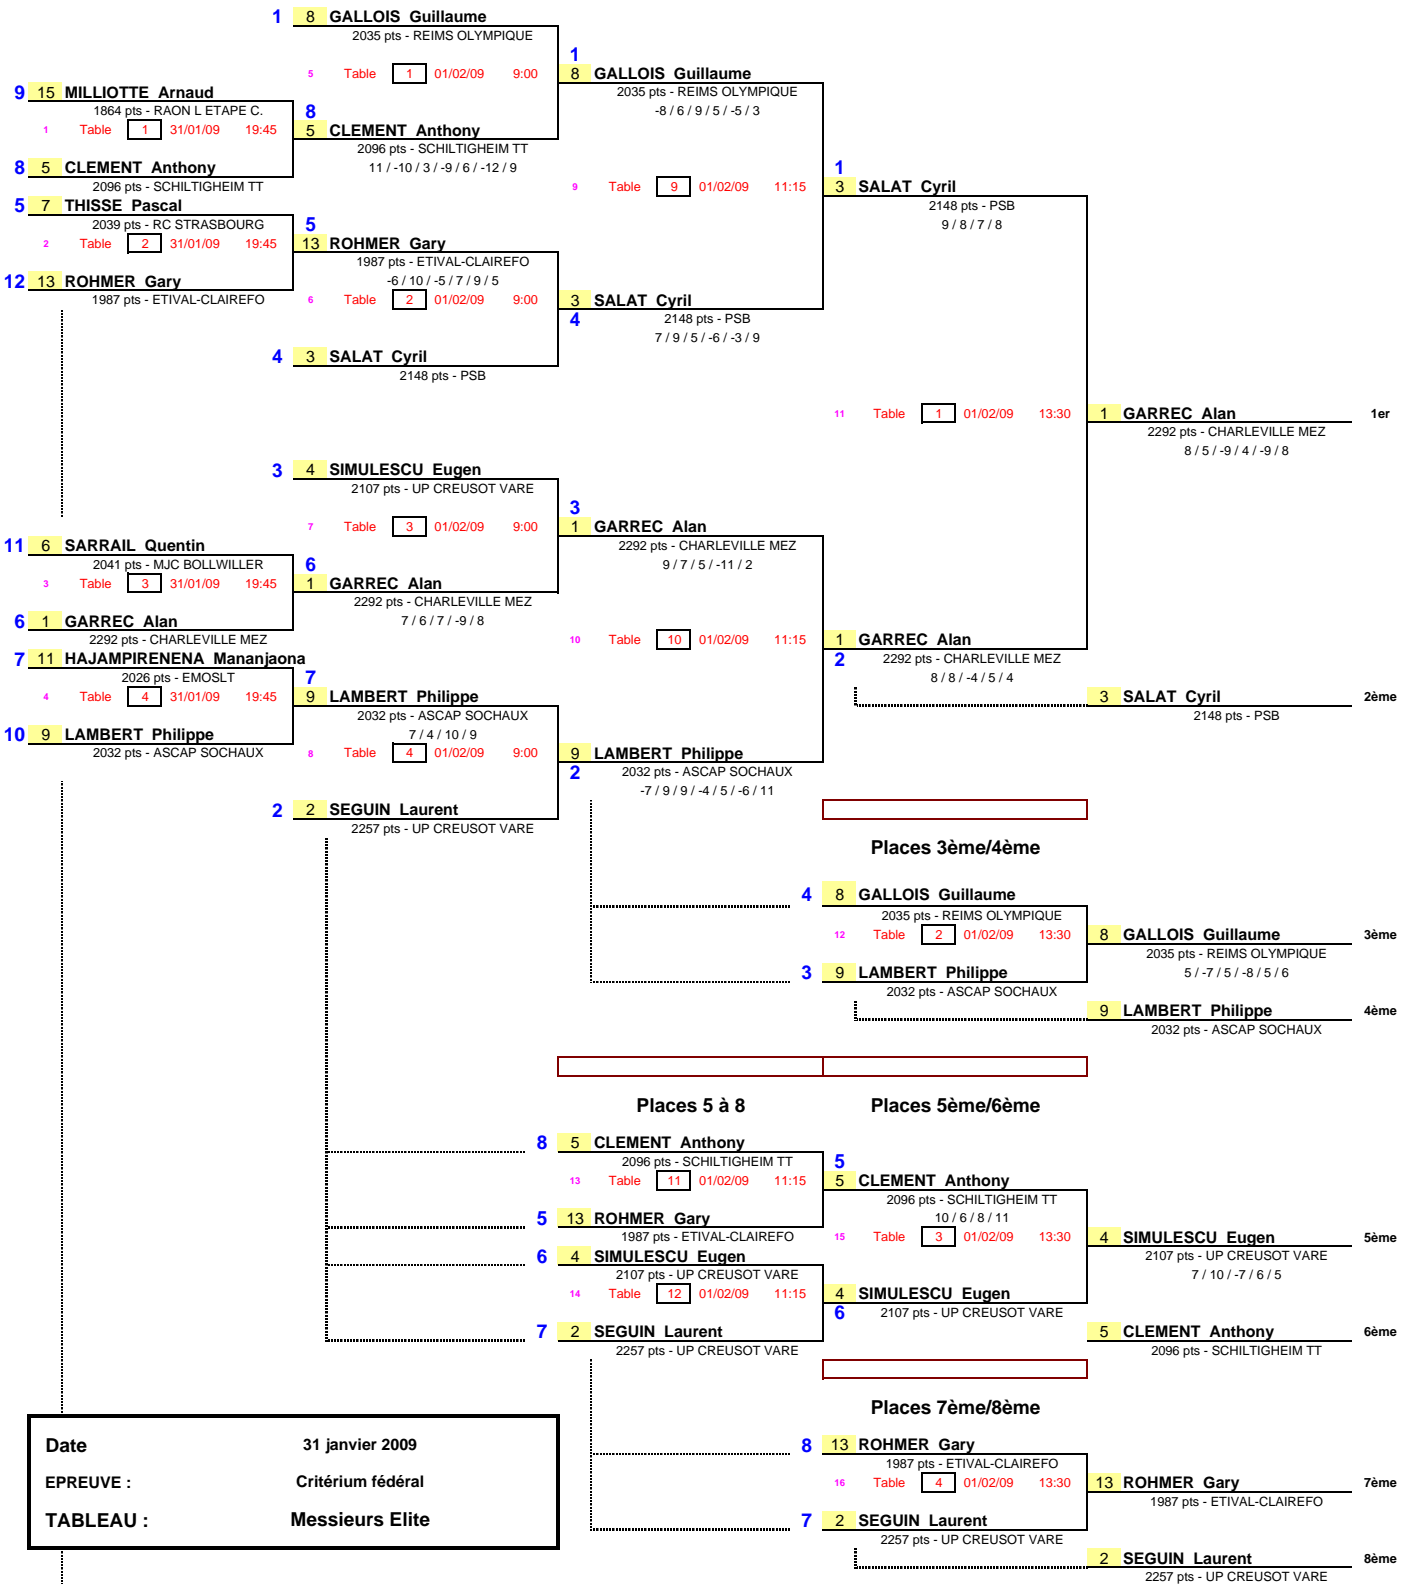 1 8 GALLOIS Guillaume
2035 pts - REIMS OLYMPIQUE
1
5 Table 1 01/02/09 9:00
8 GALLOIS Guillaume
2035 pts - REIMS OLYMPIQUE
-8 / 6 / 9 / 5 / -5 / 3
9 15 MILLIOTTE Arnaud
1864 pts - RAON L ETAPE C.
8
1 Table 1 31/01/09 19:45
5 CLEMENT Anthony
2096 pts - SCHILTIGHEIM TT
11 / -10 / 3 / -9 / 6 / -12 / 9
8 5 CLEMENT Anthony
2096 pts - SCHILTIGHEIM TT
1
9 Table 9 01/02/09 11:15
3 SALAT Cyril
2148 pts - PSB
9 / 8 / 7 / 8
5 7 THISSE Pascal
2039 pts - RC STRASBOURG
5
2 Table 2 31/01/09 19:45
13 ROHMER Gary
1987 pts - ETIVAL-CLAIREFO
-6 / 10 / -5 / 7 / 9 / 5
12 13 ROHMER Gary
1987 pts - ETIVAL-CLAIREFO
6 Table 2 01/02/09 9:00
3 SALAT Cyril
4
2148 pts - PSB
7 / 9 / 5 / -6 / -3 / 9
4 3 SALAT Cyril
2148 pts - PSB
11 Table 1 01/02/09 13:30
1 GARREC Alan 1er
2292 pts - CHARLEVILLE MEZ
8 / 5 / -9 / 4 / -9 / 8
3 4 SIMULESCU Eugen
2107 pts - UP CREUSOT VARE
3
7 Table 3 01/02/09 9:00
1 GARREC Alan
2292 pts - CHARLEVILLE MEZ
9 / 7 / 5 / -11 / 2
11 6 SARRAIL Quentin
2041 pts - MJC BOLLWILLER
6
3 Table 3 31/01/09 19:45
1 GARREC Alan
2292 pts - CHARLEVILLE MEZ
7 / 6 / 7 / -9 / 8
6 1 GARREC Alan
2292 pts - CHARLEVILLE MEZ
10 Table 10 01/02/09 11:15
1 GARREC Alan
2
2292 pts - CHARLEVILLE MEZ
8 / 8 / -4 / 5 / 4
7 11 HAJAMPIRENENA Mananjaona
2026 pts - EMOSLT
7
4 Table 4 31/01/09 19:45
9 LAMBERT Philippe
2032 pts - ASCAP SOCHAUX
7 / 4 / 10 / 9
3 SALAT Cyril 2ème
2148 pts - PSB
10 9 LAMBERT Philippe
2032 pts - ASCAP SOCHAUX
8 Table 4 01/02/09 9:00
9 LAMBERT Philippe
2
2032 pts - ASCAP SOCHAUX
-7 / 9 / 9 / -4 / 5 / -6 / 11
2 2 SEGUIN Laurent
2257 pts - UP CREUSOT VARE
Places 3ème/4ème
4 8 GALLOIS Guillaume
2035 pts - REIMS OLYMPIQUE
12 Table 2 01/02/09 13:30
8 GALLOIS Guillaume 3ème
2035 pts - REIMS OLYMPIQUE
5 / -7 / 5 / -8 / 5 / 6
3 9 LAMBERT Philippe
2032 pts - ASCAP SOCHAUX
9 LAMBERT Philippe 4ème
2032 pts - ASCAP SOCHAUX
Places 5 à 8 Places 5ème/6ème
8 5 CLEMENT Anthony
2096 pts - SCHILTIGHEIM TT
5
13 Table 11 01/02/09 11:15
5 CLEMENT Anthony
2096 pts - SCHILTIGHEIM TT
10 / 6 / 8 / 11
5 13 ROHMER Gary
1987 pts - ETIVAL-CLAIREFO
15 Table 3 01/02/09 13:30
4 SIMULESCU Eugen 5ème
2107 pts - UP CREUSOT VARE
7 / 10 / -7 / 6 / 5
6 4 SIMULESCU Eugen
2107 pts - UP CREUSOT VARE
14 Table 12 01/02/09 11:15
4 SIMULESCU Eugen
6
2107 pts - UP CREUSOT VARE
7 2 SEGUIN Laurent
2257 pts - UP CREUSOT VARE
5 CLEMENT Anthony 6ème
2096 pts - SCHILTIGHEIM TT
Places 7ème/8ème
8 13 ROHMER Gary
1987 pts - ETIVAL-CLAIREFO
16 Table 4 01/02/09 13:30
13 ROHMER Gary 7ème
1987 pts - ETIVAL-CLAIREFO
7 2 SEGUIN Laurent
2257 pts - UP CREUSOT VARE
2 SEGUIN Laurent 8ème
2257 pts - UP CREUSOT VARE
Date 31 janvier 2009
EPREUVE : Critérium fédéral
TABLEAU : Messieurs Elite